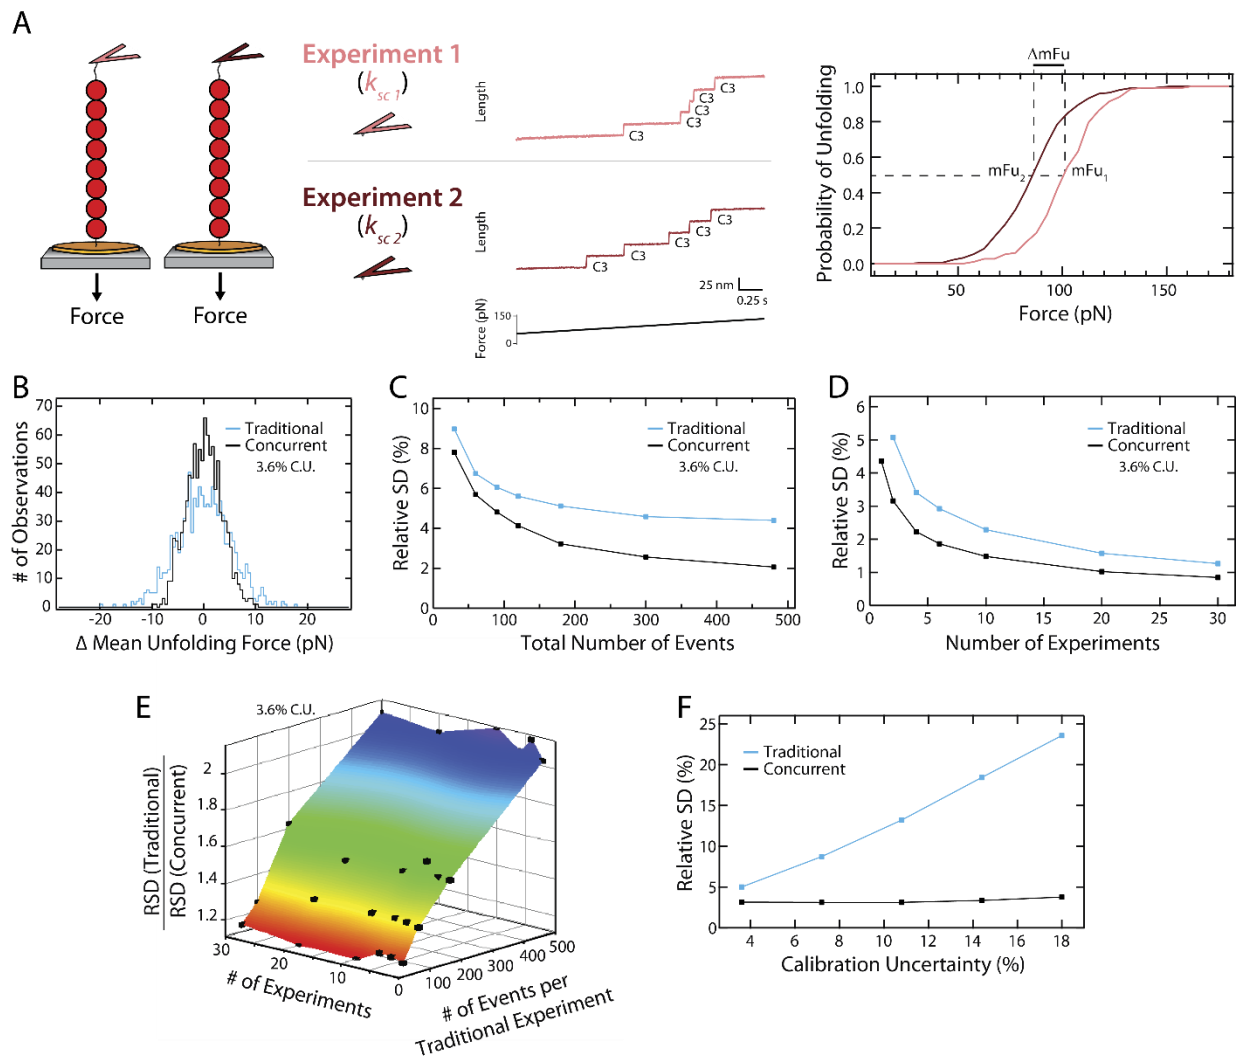 A
Experiment 1
(ksc 1)
Length
C3
C3
C3
C3
Experiment 2
(ksc 2)
Length
C3
C3
C3
C3
C3
25 nm
0.25 s
Force (pN)
150
0
Force
Force
ΔmFu
Probability of Unfolding
1.0
0.8
0.6
0.4
0.2
0.0
mFu2
mFu1
50
100
150
Force (pN)
B
# of Observations
70
60
50
40
30
20
10
0
Traditional
Concurrent
3.6% C.U.
-20
-10
0
10
20
Δ Mean Unfolding Force (pN)
C
Relative SD (%)
10
8
6
4
2
0
Traditional
Concurrent
3.6% C.U.
0
100
200
300
400
500
Total Number of Events
D
Relative SD (%)
6
5
4
3
2
1
0
Traditional
Concurrent
3.6% C.U.
0
5
10
15
20
25
30
Number of Experiments
E
3.6% C.U.
RSD (Traditional)
RSD (Concurrent)
2
1.8
1.6
1.4
1.2
30
20
10
0
# of Experiments
100
200
300
400
500
# of Events per
Traditional Experiment
F
Relative SD (%)
25
20
15
10
5
0
Traditional
Concurrent
4
6
8
10
12
14
16
18
Calibration Uncertainty (%)